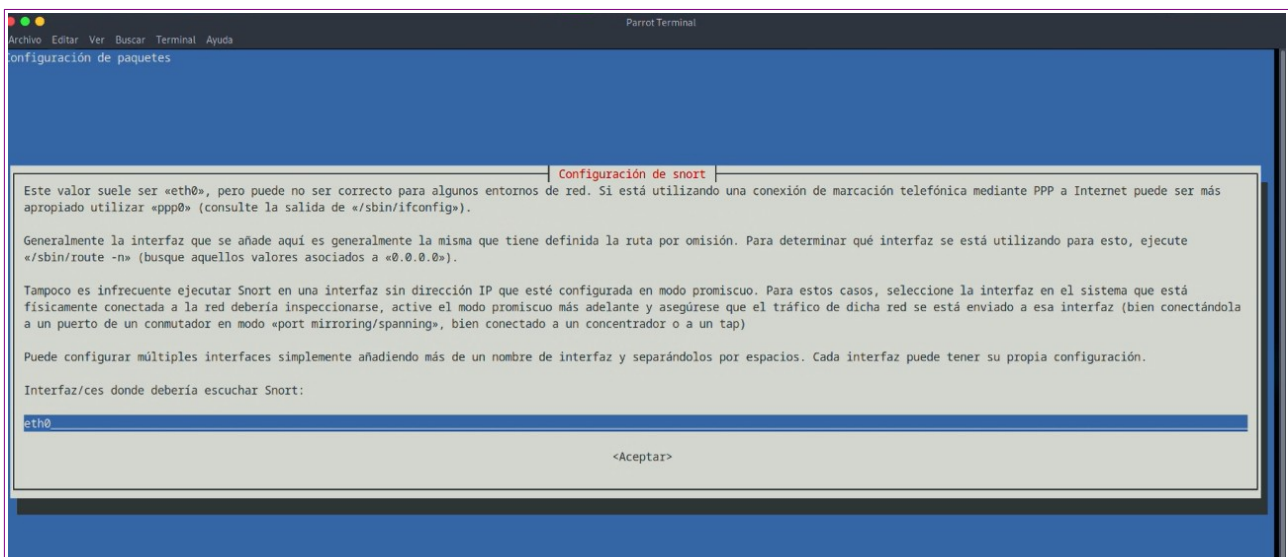 Parrot Terminal
Archivo Editar Ver Buscar Terminal Ayuda
Configuración de paquetes
Configuración de snort
Este valor suele ser «eth0», pero puede no ser correcto para algunos entornos de red. Si está utilizando una conexión de marcación telefónica mediante PPP a Internet puede ser más
apropiado utilizar «ppp0» (consulte la salida de «/sbin/ifconfig»).
Generalmente la interfaz que se añade aquí es generalmente la misma que tiene definida la ruta por omisión. Para determinar qué interfaz se está utilizando para esto, ejecute
«/sbin/route -n» (busque aquellos valores asociados a «0.0.0.0»).
Tampoco es infrecuente ejecutar Snort en una interfaz sin dirección IP que esté configurada en modo promiscuo. Para estos casos, seleccione la interfaz en el sistema que está
físicamente conectada a la red debería inspeccionarse, active el modo promiscuo más adelante y asegúrese que el tráfico de dicha red se está enviado a esa interfaz (bien conectándola
a un puerto de un conmutador en modo «port mirroring/spanning», bien conectado a un concentrador o a un tap)
Puede configurar múltiples interfaces simplemente añadiendo más de un nombre de interfaz y separándolos por espacios. Cada interfaz puede tener su propia configuración.
Interfaz/ces donde debería escuchar Snort:
eth0
<Aceptar>